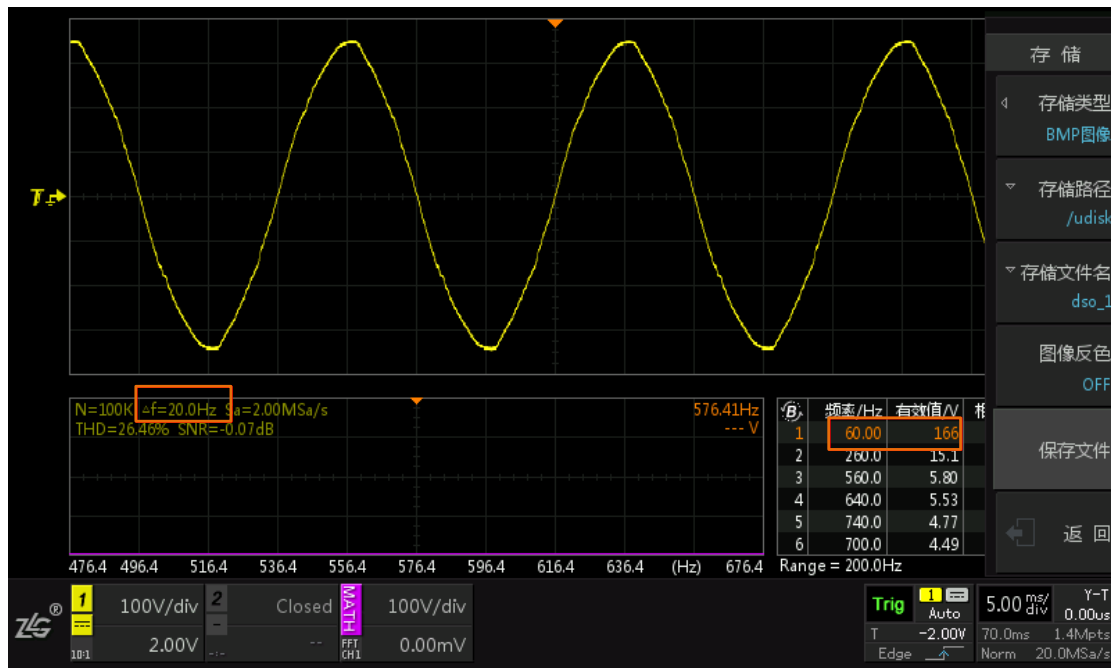 T
存 储
存储类型
BMP图像
存储路径
/udisk
存储文件名
dso_1
图像反色
OFF
保存文件
返 回
N=100K △f=20.0Hz Sa=2.00MSa/s
THD=26.46% SNR=-0.07dB
576.41Hz
--- V
B 频率/Hz 有效值/V
1 60.00 166
2 260.0 15.1
3 560.0 5.80
4 640.0 5.53
5 740.0 4.77
6 700.0 4.49
476.4 496.4 516.4 536.4 556.4 576.4 596.4 616.4 636.4 (Hz) 676.4 Range = 200.0Hz
ZLG®
1 100V/div 2.00V 10:1
2 Closed -- -:-
MATH FFT CH1 100V/div 0.00mV
Trig 1 Auto
T -2.00V
Edge
5.00 ms/div Y-T 0.00us
70.0ms 1.4Mpts
Norm 20.0MSa/s